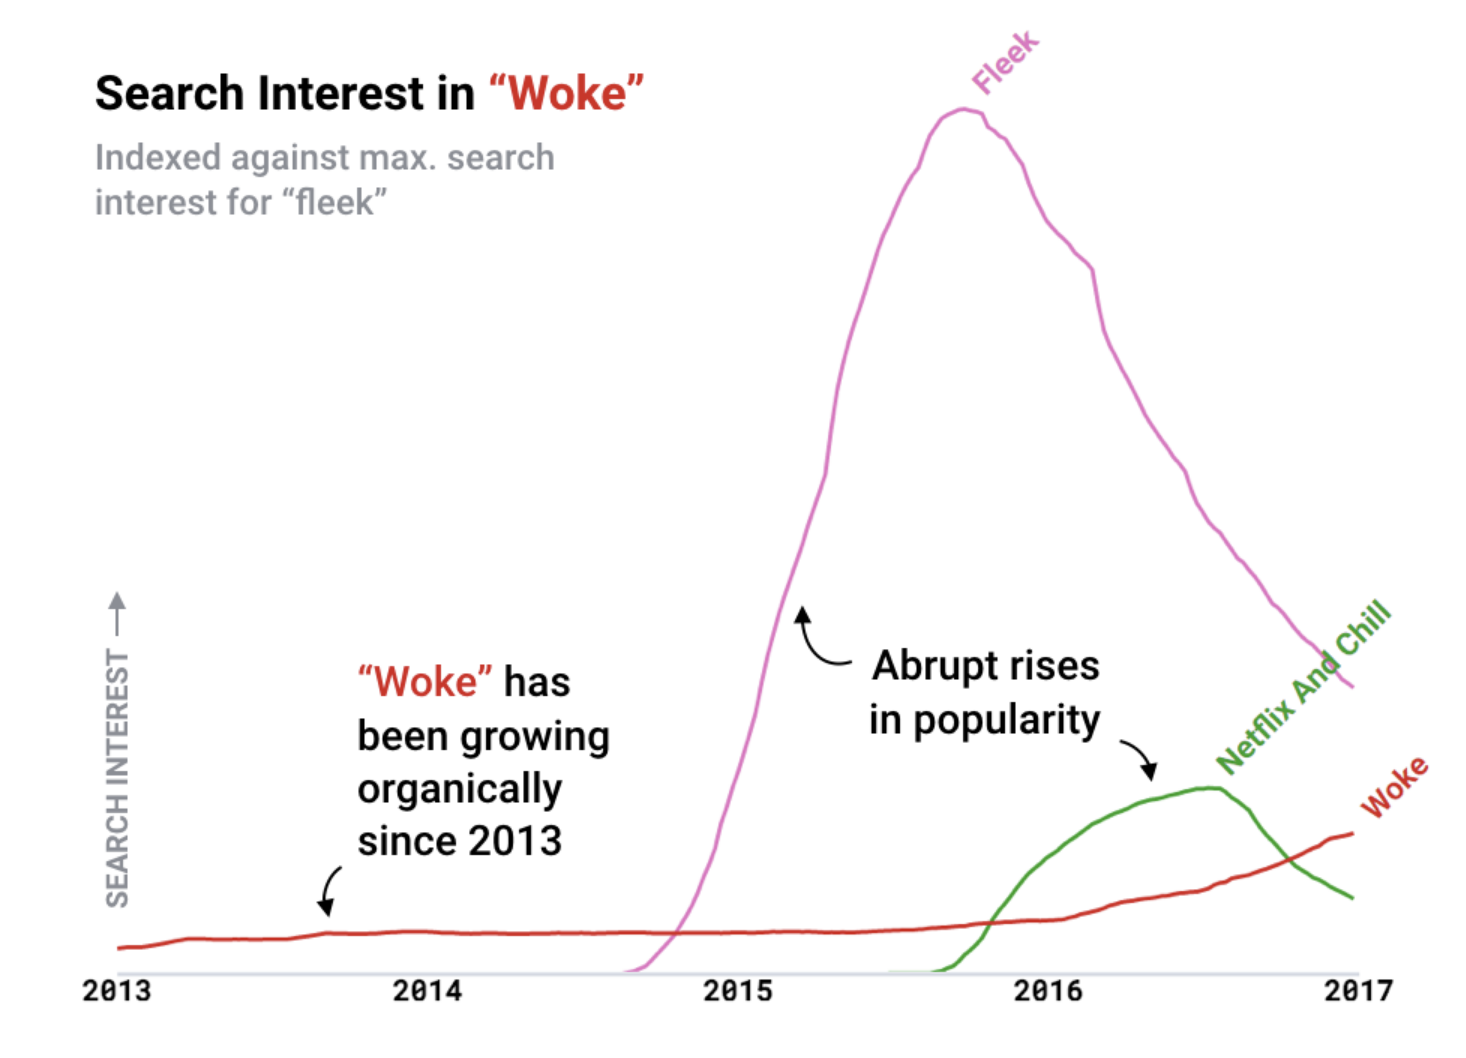 Search Interest in “Woke”
Indexed against max. search
interest for “fleek”
Fleek
SEARCH INTEREST
“Woke” has
been growing
organically
since 2013
Abrupt rises
in popularity
Netflix And Chill
Woke
2013
2014
2015
2016
2017